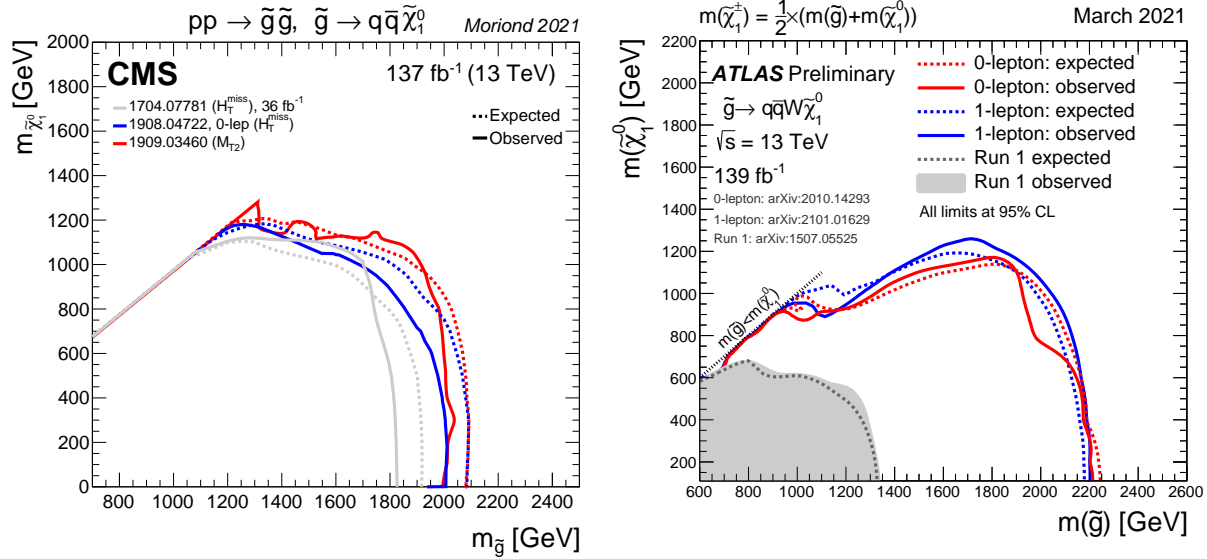 pp → g̃g̃, g̃ → qq̄χ̃⁰₁ Moriond 2021
CMS
137 fb⁻¹ (13 TeV)
1704.07781 (H_T^miss), 36 fb⁻¹
1908.04722, 0-lep (H_T^miss)
1909.03460 (M_T2)
Expected
Observed
m_χ̃⁰₁ [GeV]
2000
1800
1600
1400
1200
1000
800
600
400
200
0
800 1000 1200 1400 1600 1800 2000 2200 2400
m_g̃ [GeV]
m(χ̃₁^±) = ½×(m(g̃)+m(χ̃₁⁰)) March 2021
ATLAS Preliminary
g̃→ qq̄Wχ̃₁⁰
√s = 13 TeV
139 fb⁻¹
0-lepton: arXiv:2010.14293
1-lepton: arXiv:2101.01629
Run 1: arXiv:1507.05525
0-lepton: expected
0-lepton: observed
1-lepton: expected
1-lepton: observed
Run 1 expected
Run 1 observed
All limits at 95% CL
m(g̃)<m(χ̃₁⁰)
m(χ̃₁⁰) [GeV]
2200
2000
1800
1600
1400
1200
1000
800
600
400
200
600 800 1000 1200 1400 1600 1800 2000 2200 2400 2600
m(g̃) [GeV]